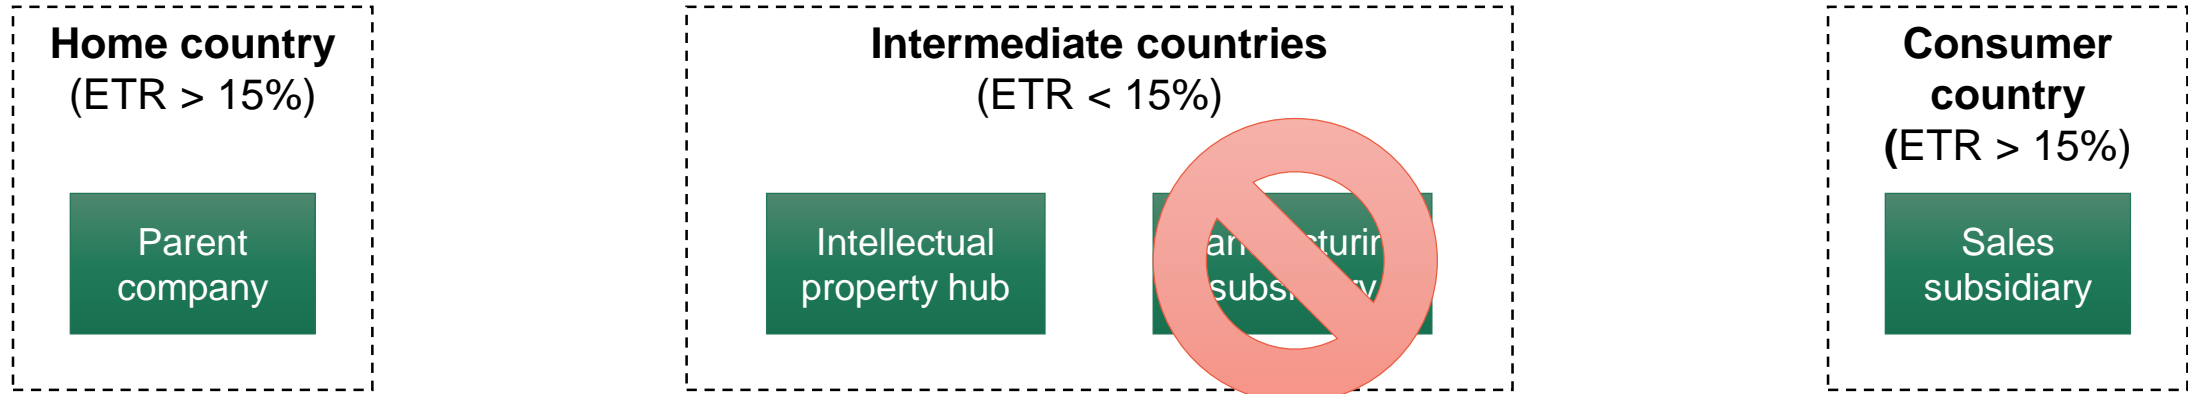 Home country
(ETR > 15%)
Parent
company
Intermediate countries
(ETR < 15%)
Intellectual
property hub
Consumer
country
(ETR > 15%)
Sales
subsidiary